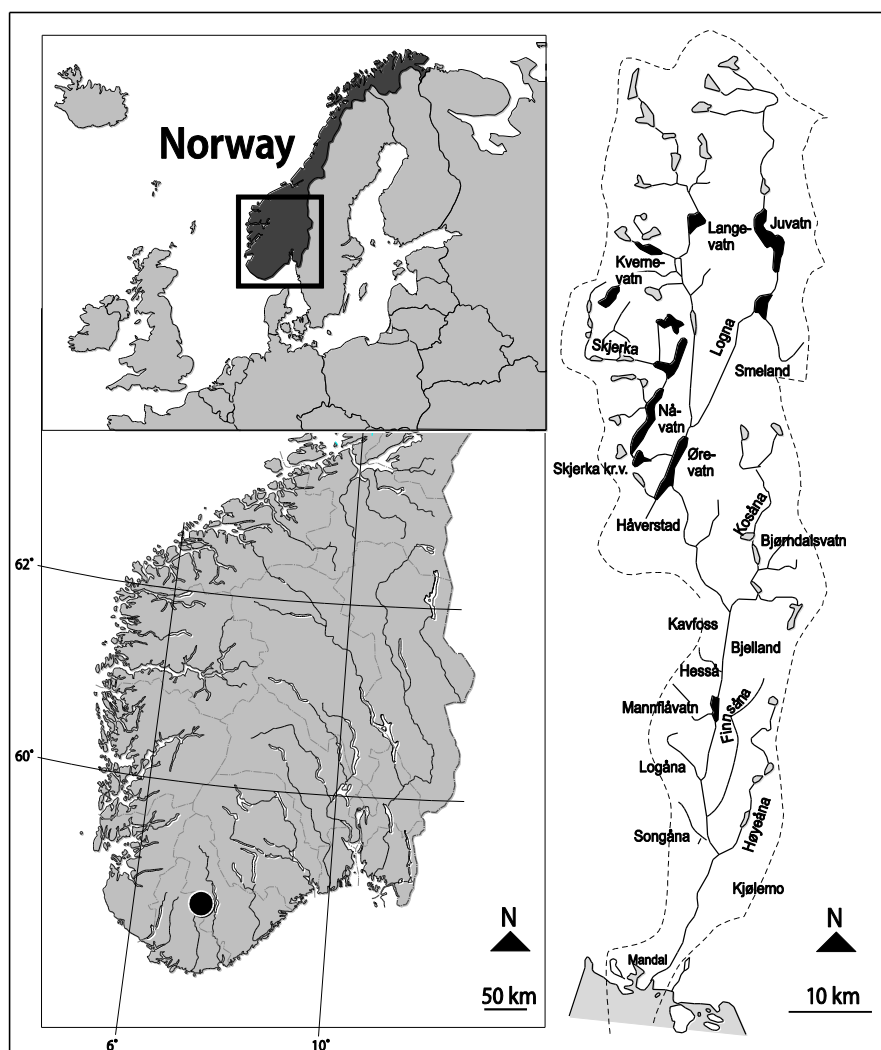 Norway
62°
60°
6°
10°
N
50 km
Lange-
vatn
Juvatn
Kverne-
vatn
Logna
Skjerka
Smeland
Nå-
vatn
Øre-
vatn
Skjerka kr.v.
Håverstad
Kosåna
Bjørndalsvatn
Kavfoss
Bjelland
Hesså
Mannflåvatn
Finnsåna
Logåna
Songåna
Høyeåna
Kjølemo
Mandal
N
10 km